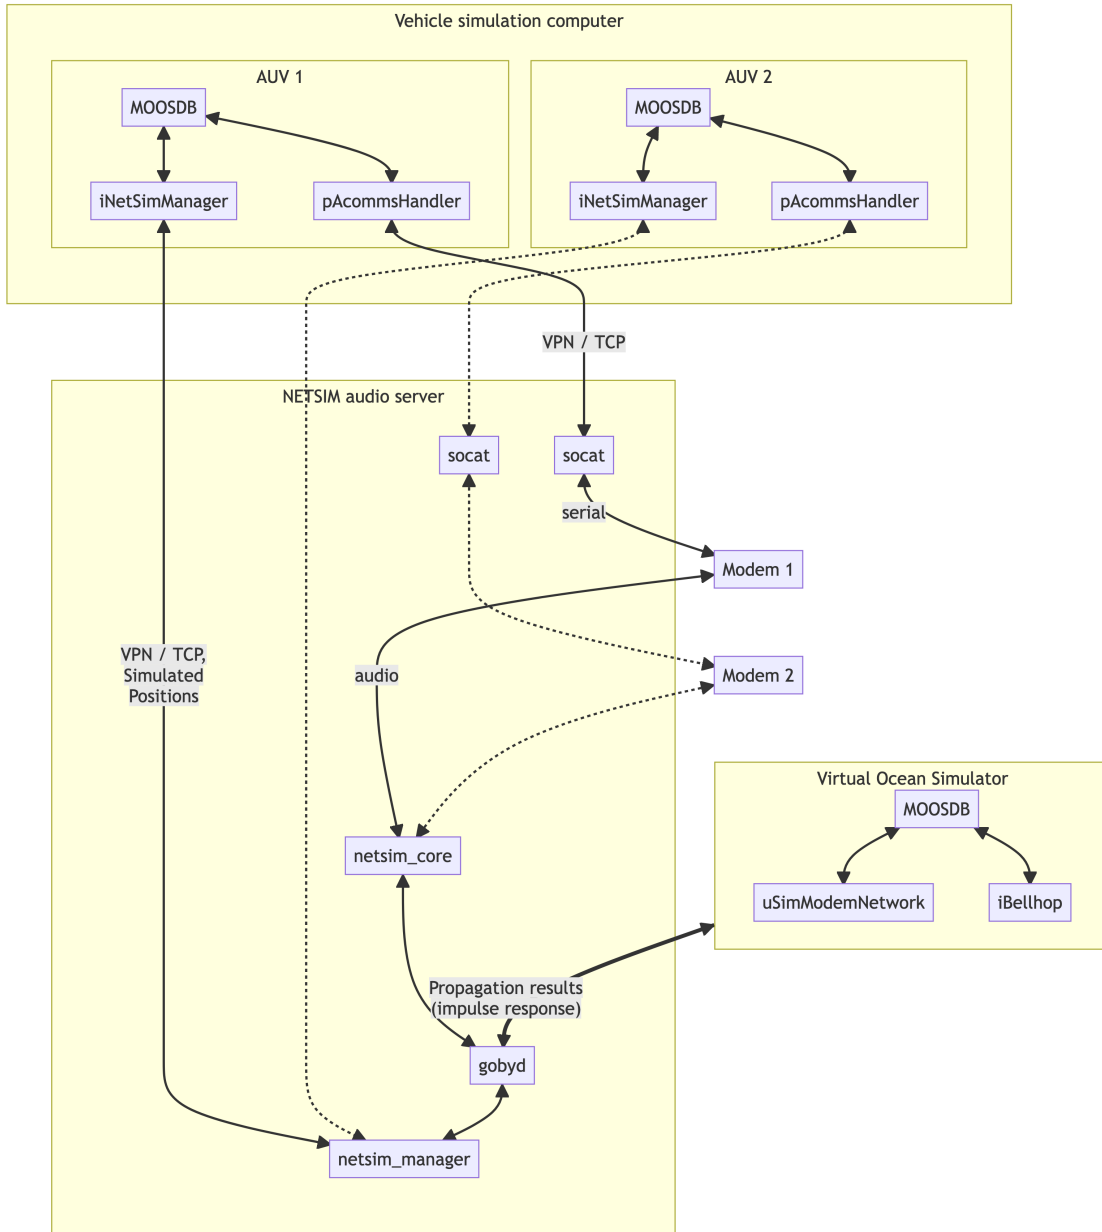 Vehicle simulation computer
AUV 1
AUV 2
MOOSDB
MOOSDB
iNetSimManager
pAcommsHandler
iNetSimManager
pAcommsHandler
VPN / TCP
NETSIM audio server
socat
socat
serial
Modem 1
VPN / TCP,
Simulated
Positions
audio
Modem 2
Virtual Ocean Simulator
MOOSDB
netsim_core
uSimModemNetwork
iBellhop
Propagation results
(impulse response)
gobyd
netsim_manager